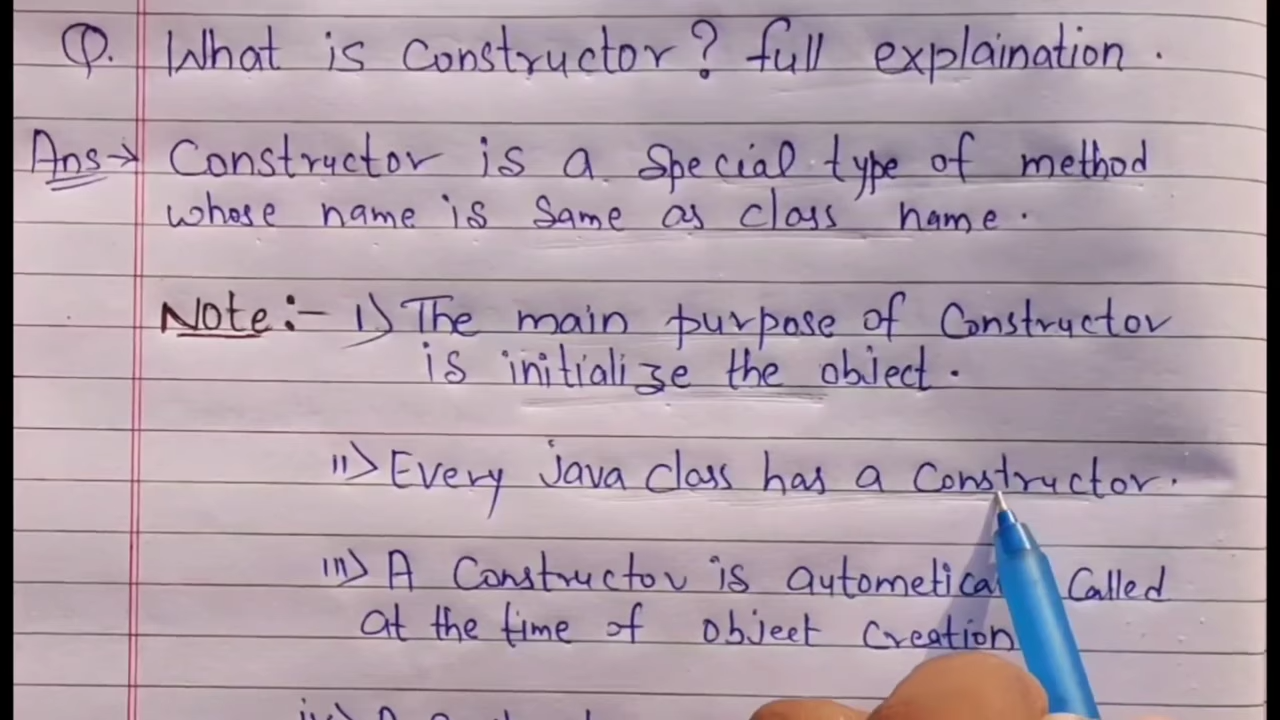 Q. What is Constructor? full explaination.
Ans→ Constructor is a special type of method
whose name is same as class name.
Note:- i) The main purpose of Constructor
is initialize the object.
ii) Every java class has a Constructor.
iii) A Constructor is Called
at the time of object creation
iv) A